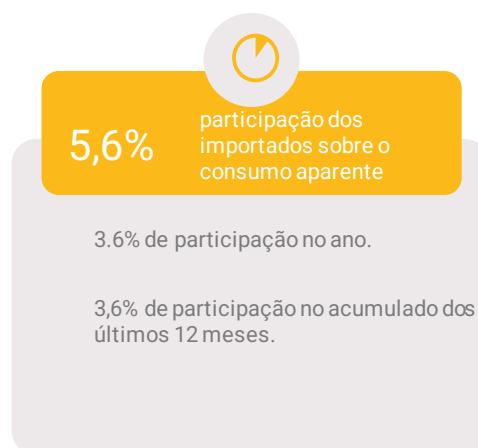 5,6%
participação dos
importados sobre o
consumo aparente
3.6% de participação no ano.
3,6% de participação no acumulado dos
últimos 12 meses.